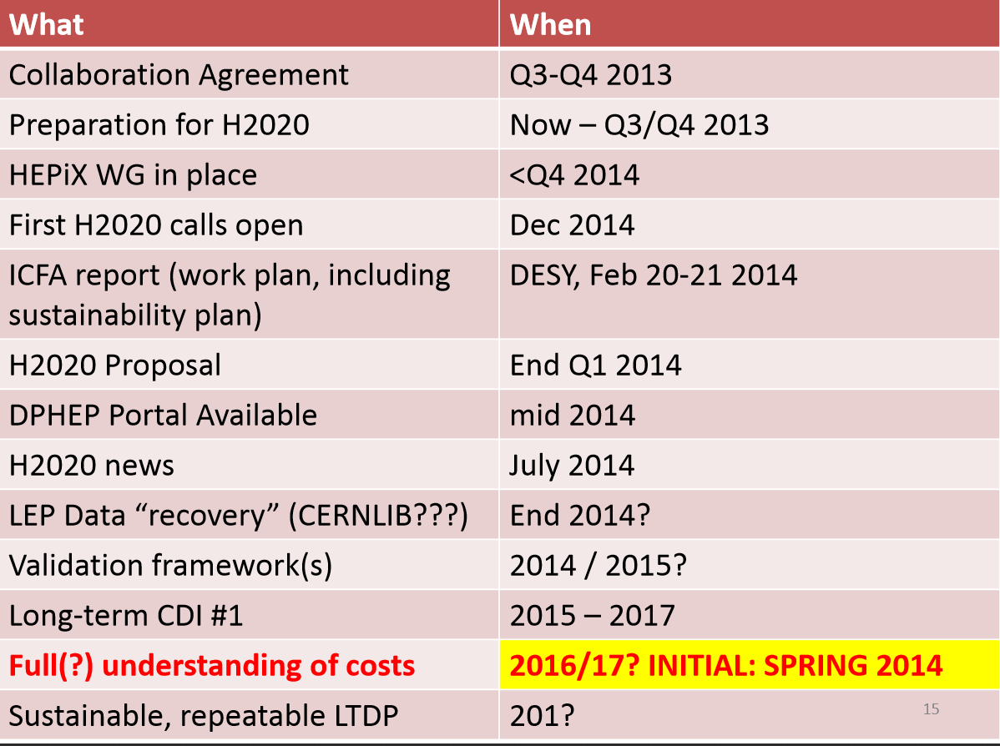 What When
Collaboration Agreement Q3-Q4 2013
Preparation for H2020 Now – Q3/Q4 2013
HEPiX WG in place <Q4 2014
First H2020 calls open Dec 2014
ICFA report (work plan, including DESY, Feb 20-21 2014
sustainability plan)
H2020 Proposal End Q1 2014
DPHEP Portal Available mid 2014
H2020 news July 2014
LEP Data “recovery” (CERNLIB???) End 2014?
Validation framework(s) 2014 / 2015?
Long-term CDI #1 2015 – 2017
Full(?) understanding of costs 2016/17? INITIAL: SPRING 2014
Sustainable, repeatable LTDP 201? 15